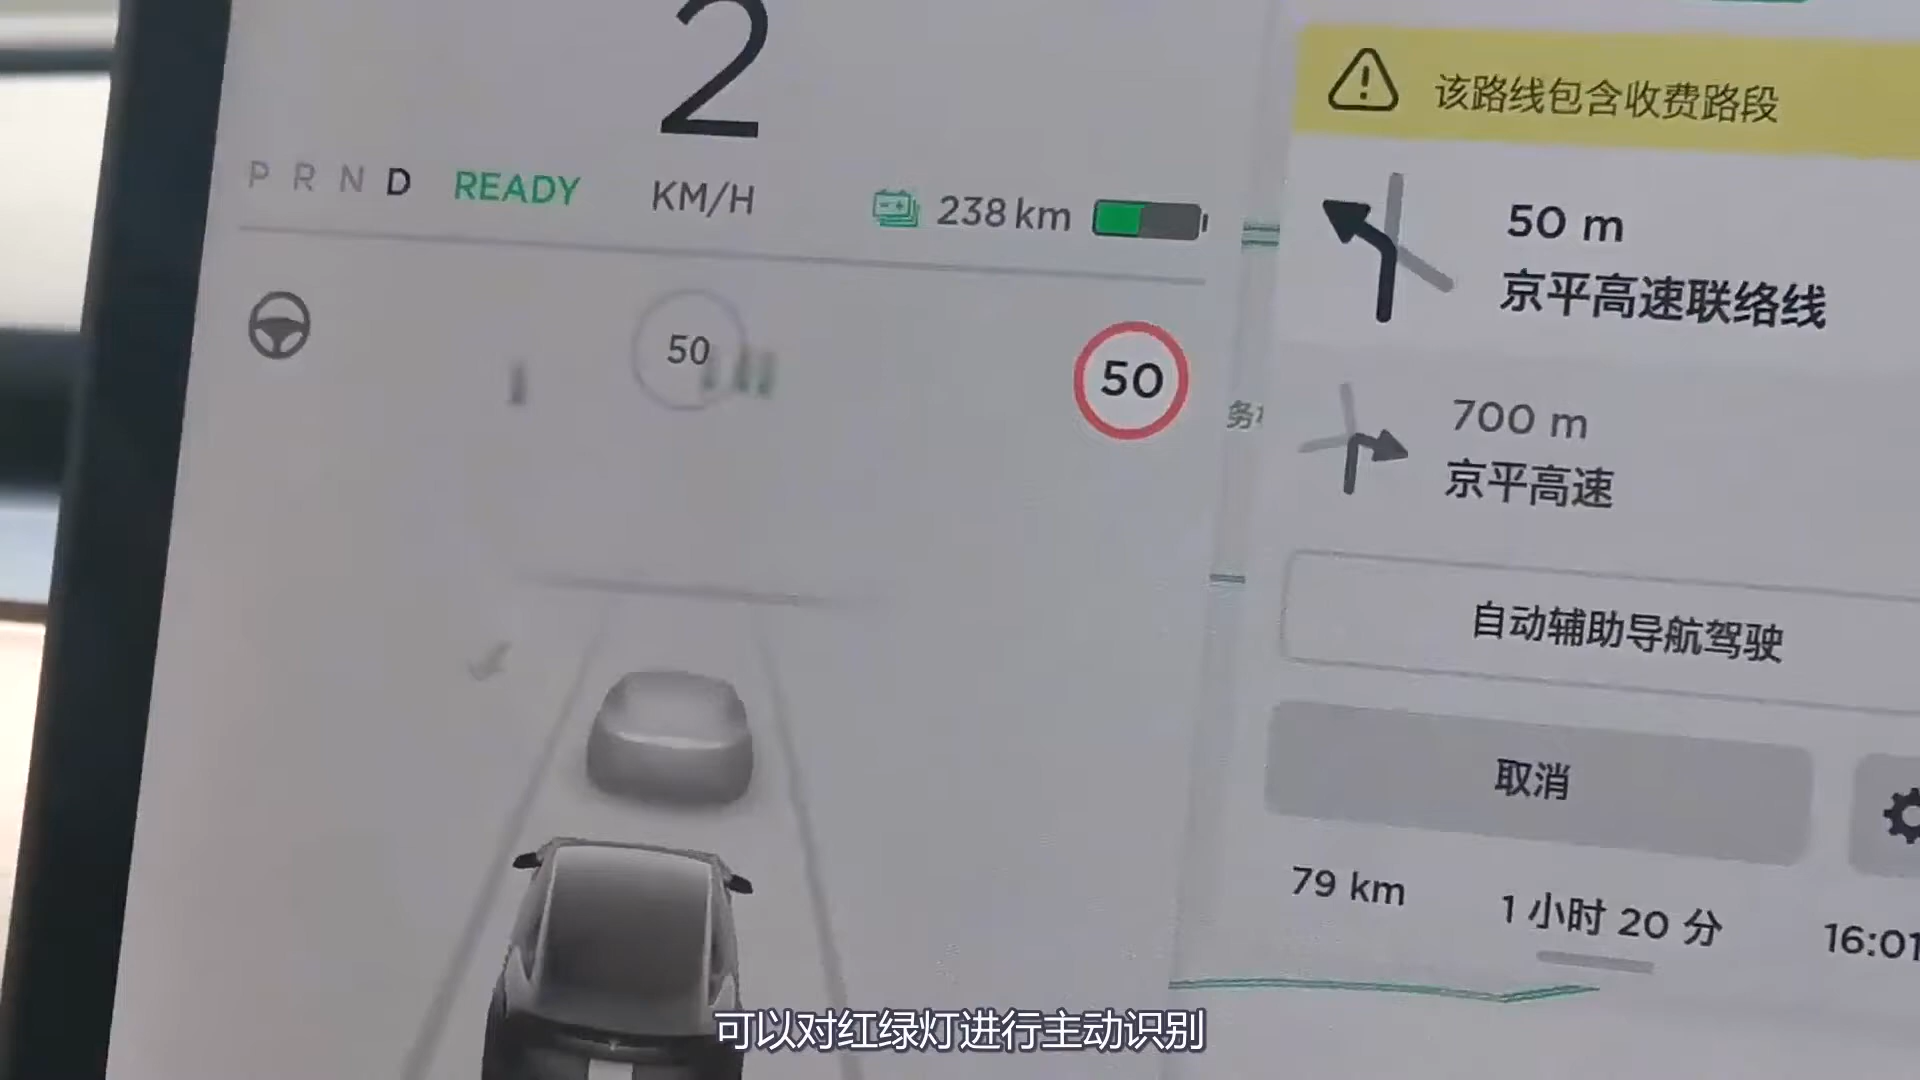 2
P R N D READY KM/H 238 km
50
50
该路线包含收费路段
50 m
京平高速联络线
700 m
京平高速
自动辅助导航驾驶
取消
79 km 1 小时 20 分 16:01
可以对红绿灯进行主动识别